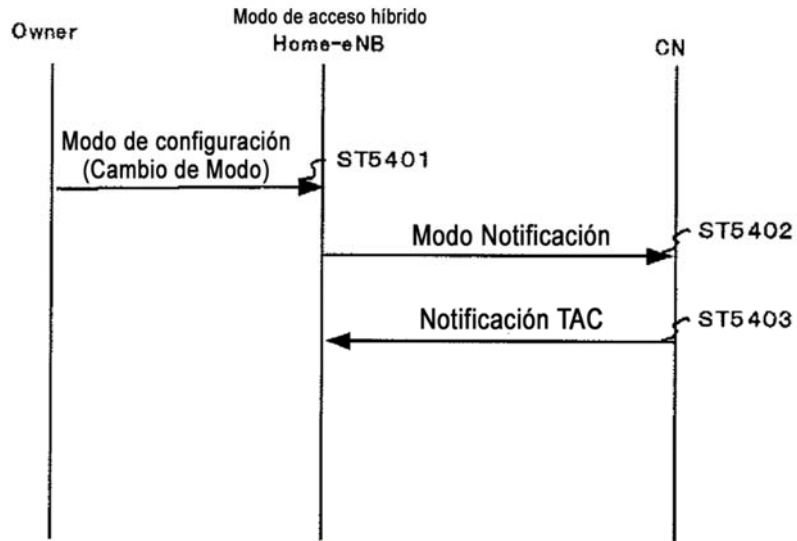 Owner
Modo de acceso híbrido
Home-eNB
CN
Modo de configuración
(Cambio de Modo)
ST5401
Modo Notificación
ST5402
Notificación TAC
ST5403